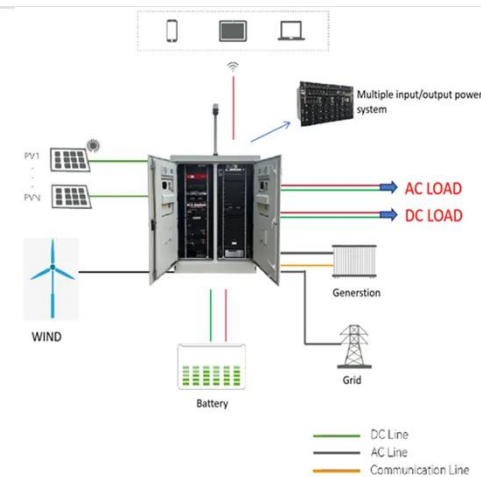 Multiple input/output power
system
PV1
PVN
AC LOAD
DC LOAD
WIND
Generstion
Grid
Battery
DC Line
AC Line
Communication Line